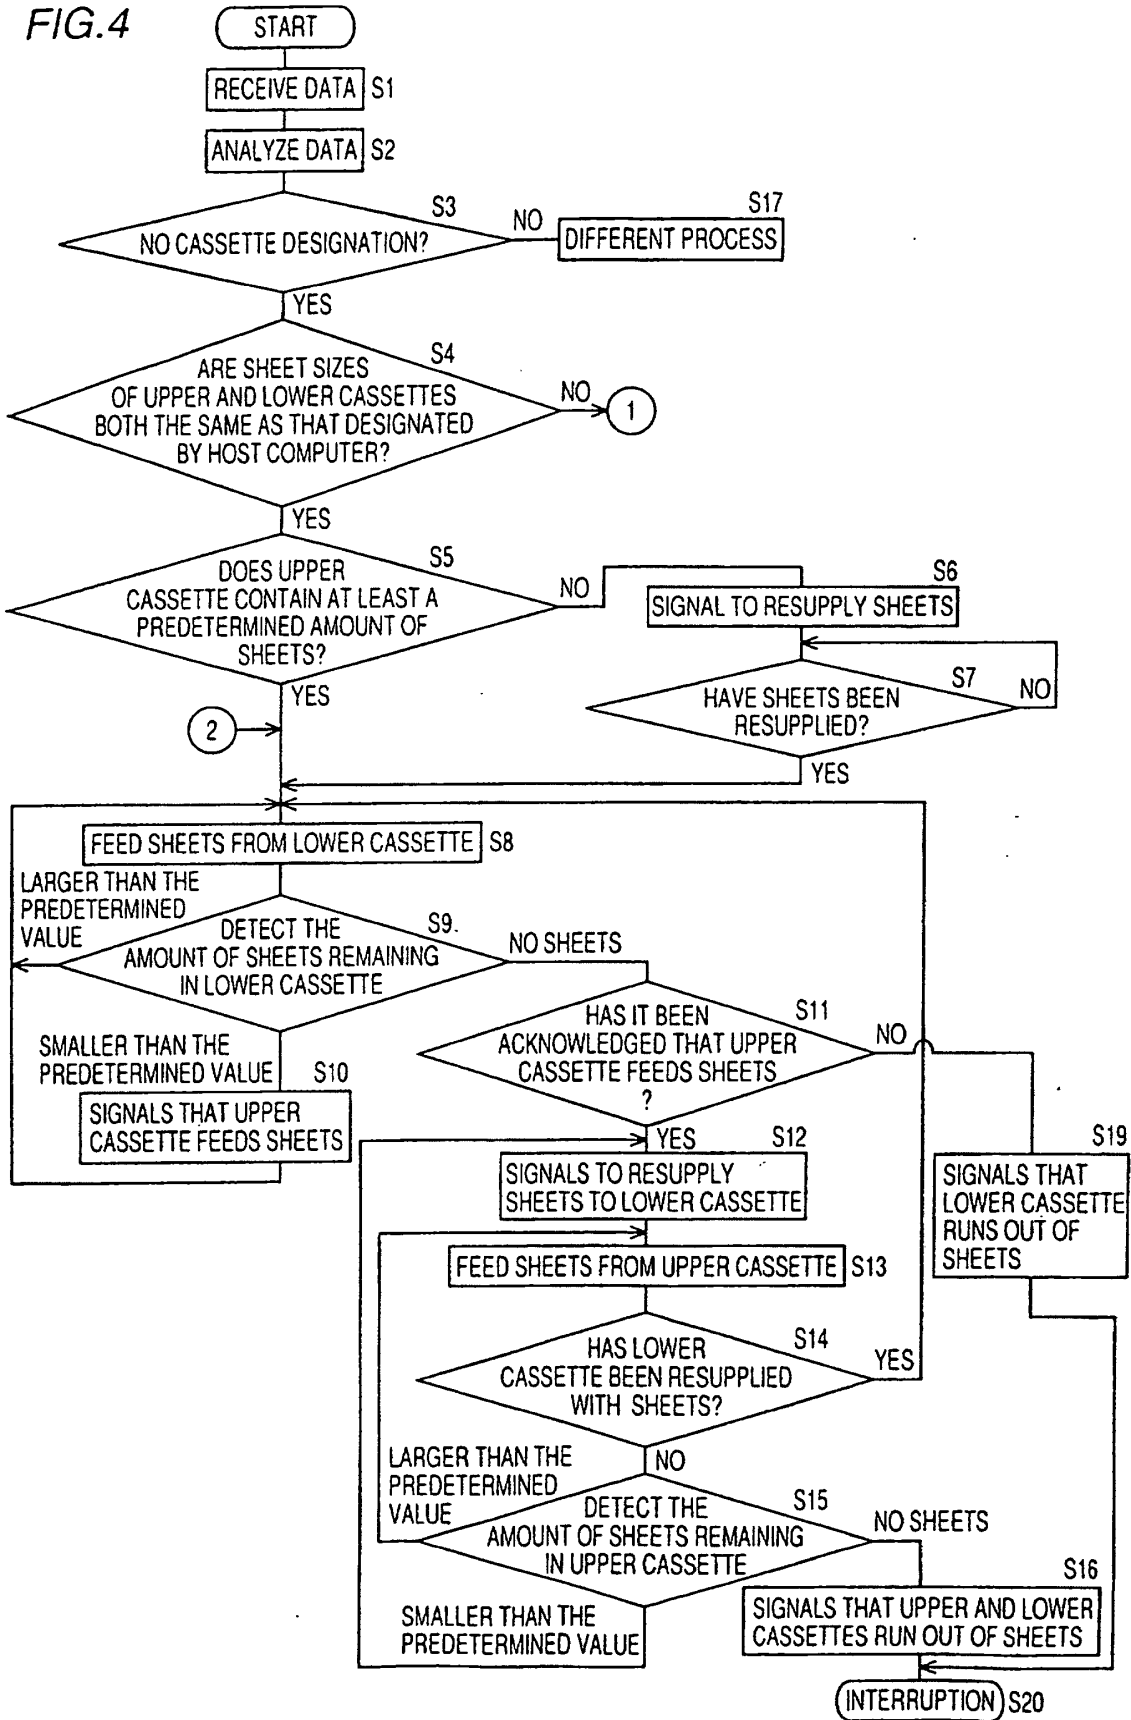 FIG.4
START
RECEIVE DATA S1
ANALYZE DATA S2
S3
NO CASSETTE DESIGNATION?
NO
S17
DIFFERENT PROCESS
YES
S4
ARE SHEET SIZES
OF UPPER AND LOWER CASSETTES
BOTH THE SAME AS THAT DESIGNATED
BY HOST COMPUTER?
NO
1
YES
S5
DOES UPPER
CASSETTE CONTAIN AT LEAST A
PREDETERMINED AMOUNT OF
SHEETS?
NO
S6
SIGNAL TO RESUPPLY SHEETS
S7
HAVE SHEETS BEEN
RESUPPLIED?
NO
YES
YES
2
FEED SHEETS FROM LOWER CASSETTE S8
LARGER THAN THE
PREDETERMINED
VALUE
S9.
DETECT THE
AMOUNT OF SHEETS REMAINING
IN LOWER CASSETTE
NO SHEETS
SMALLER THAN THE
PREDETERMINED VALUE
S10
SIGNALS THAT UPPER
CASSETTE FEEDS SHEETS
S11
HAS IT BEEN
ACKNOWLEDGED THAT UPPER
CASSETTE FEEDS SHEETS
?
NO
YES
S12
SIGNALS TO RESUPPLY
SHEETS TO LOWER CASSETTE
S19
SIGNALS THAT
LOWER CASSETTE
RUNS OUT OF
SHEETS
FEED SHEETS FROM UPPER CASSETTE S13
S14
HAS LOWER
CASSETTE BEEN RESUPPLIED
WITH SHEETS?
YES
NO
LARGER THAN THE
PREDETERMINED
VALUE
S15
DETECT THE
AMOUNT OF SHEETS REMAINING
IN UPPER CASSETTE
NO SHEETS
SMALLER THAN THE
PREDETERMINED VALUE
S16
SIGNALS THAT UPPER AND LOWER
CASSETTES RUN OUT OF SHEETS
INTERRUPTION S20